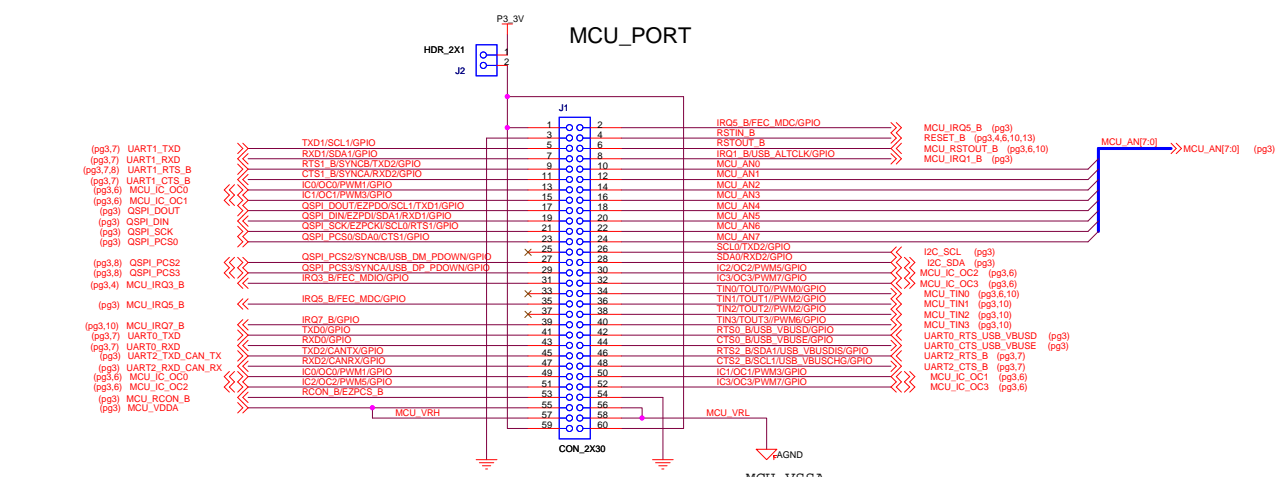 P3_3V
MCU_PORT
HDR_2X1
1
2
J2
J1
1 2 IRQ5_B/FEC_MDC/GPIO MCU_IRQ5_B (pg3)
3 4 RSTIN_B RESET_B (pg3,4,6,10,13)
(pg3,7) UART1_TXD TXD1/SCL1/GPIO 5 6 RSTOUT_B MCU_RSTOUT_B (pg3,6,10) MCU_AN[7:0] MCU_AN[7:0] (pg3)
(pg3,7) UART1_RXD RXD1/SDA1/GPIO 7 8 IRQ1_B/USB_ALTCLK/GPIO MCU_IRQ1_B (pg3)
(pg3,7,8) UART1_RTS_B RTS1_B/SYNCB/TXD2/GPIO 9 10 MCU_AN0
(pg3,7) UART1_CTS_B CTS1_B/SYNCA/RXD2/GPIO 11 12 MCU_AN1
(pg3,6) MCU_IC_OC0 IC0/OC0/PWM1/GPIO 13 14 MCU_AN2
(pg3,6) MCU_IC_OC1 IC1/OC1/PWM3/GPIO 15 16 MCU_AN3
(pg3) QSPI_DOUT QSPI_DOUT/EZPDO/SCL1/TXD1/GPIO 17 18 MCU_AN4
(pg3) QSPI_DIN QSPI_DIN/EZPDI/SDA1/RXD1/GPIO 19 20 MCU_AN5
(pg3) QSPI_SCK QSPI_SCK/EZPCKI/SCL0/RTS1/GPIO 21 22 MCU_AN6
(pg3) QSPI_PCS0 QSPI_PCS0/SDA0/CTS1/GPIO 23 24 MCU_AN7
25 26 SCL0/TXD2/GPIO I2C_SCL (pg3)
(pg3,8) QSPI_PCS2 QSPI_PCS2/SYNCB/USB_DM_PDOWN/GPIO 27 28 SDA0/RXD2/GPIO I2C_SDA (pg3)
(pg3,8) QSPI_PCS3 QSPI_PCS3/SYNCA/USB_DP_PDOWN/GPIO 29 30 IC2/OC2/PWM5/GPIO MCU_IC_OC2 (pg3,6)
(pg3,4) MCU_IRQ3_B IRQ3_B/FEC_MDIO/GPIO 31 32 IC3/OC3/PWM7/GPIO MCU_IC_OC3 (pg3,6)
33 34 TIN0/TOUT0//PWM0/GPIO MCU_TIN0 (pg3,6,10)
(pg3) MCU_IRQ5_B IRQ5_B/FEC_MDC/GPIO 35 36 TIN1/TOUT1//PWM2/GPIO MCU_TIN1 (pg3,10)
37 38 TIN2/TOUT2//PWM4/GPIO MCU_TIN2 (pg3,10)
(pg3,10) MCU_IRQ7_B IRQ7_B/GPIO 39 40 TIN3/TOUT3//PWM6/GPIO MCU_TIN3 (pg3,10)
(pg3,7) UART0_TXD TXD0/GPIO 41 42 RTS0_B/USB_VBUSD/GPIO UART0_RTS_USB_VBUSD (pg3)
(pg3,7) UART0_RXD RXD0/GPIO 43 44 CTS0_B/USB_VBUSE/GPIO UART0_CTS_USB_VBUSE (pg3)
(pg3) UART2_TXD_CAN_TX TXD2/CANTX/GPIO 45 46 RTS2_B/SDA1/USB_VBUSDIS/GPIO UART2_RTS_B (pg3,7)
(pg3) UART2_RXD_CAN_RX RXD2/CANRX/GPIO 47 48 CTS2_B/SCL1/USB_VBUSCHG/GPIO UART2_CTS_B (pg3,7)
(pg3,6) MCU_IC_OC0 IC0/OC0/PWM1/GPIO 49 50 IC1/OC1/PWM3/GPIO MCU_IC_OC1 (pg3,6)
(pg3,6) MCU_IC_OC2 IC2/OC2/PWM5/GPIO 51 52 IC3/OC3/PWM7/GPIO MCU_IC_OC3 (pg3,6)
(pg3) MCU_RCON_B RCON_B/EZPCS_B 53 54
(pg3) MCU_VDDA 55 56
MCU_VRH 57 58 MCU_VRL
59 60
CON_2X30
AGND